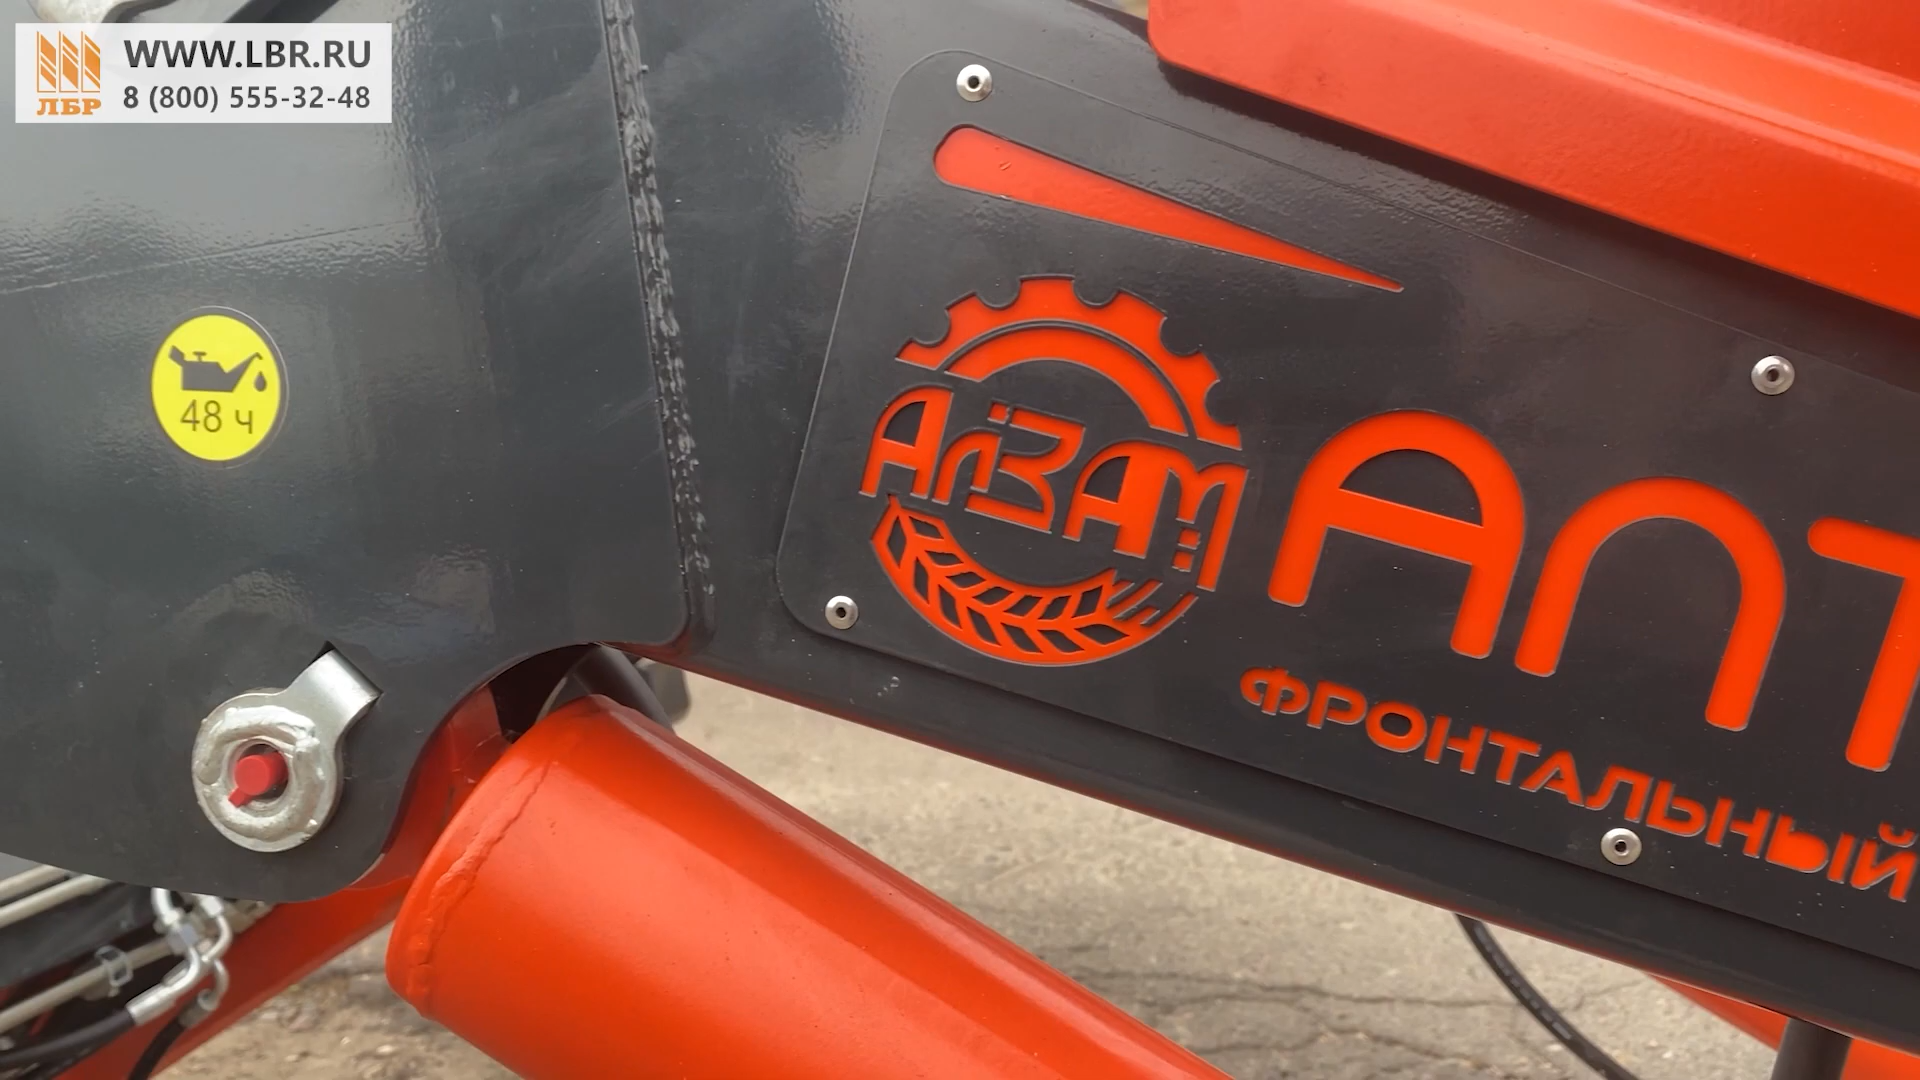 WWW.LBR.RU
ЛБР
8 (800) 555-32-48
48 ч
АЛЗАМ
АЛТ
ФРОНТАЛЬНЫЙ